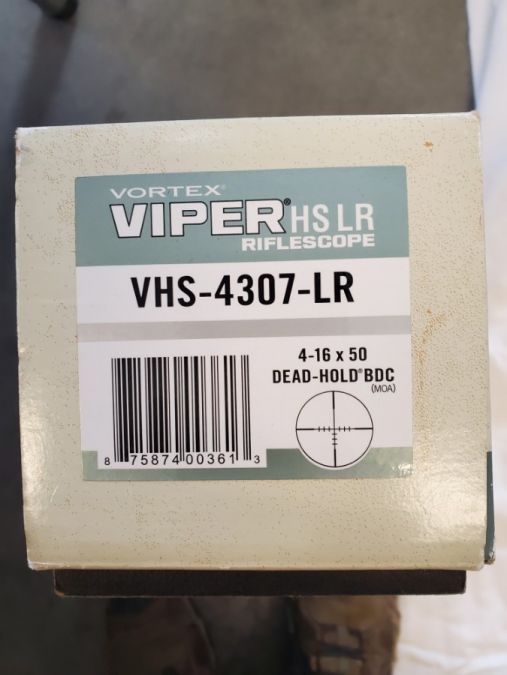 VORTEX®
VIPER® HS LR
RIFLESCOPE
VHS-4307-LR
4-16 x 50
DEAD-HOLD® BDC
(MOA)
8 75874 00361 3